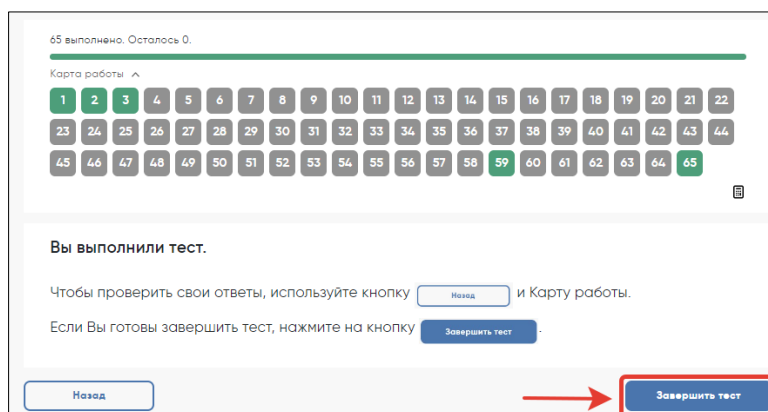 65 выполнено. Осталось 0.
Карта работы
1 2 3 4 5 6 7 8 9 10 11 12 13 14 15 16 17 18 19 20 21 22
23 24 25 26 27 28 29 30 31 32 33 34 35 36 37 38 39 40 41 42 43 44
45 46 47 48 49 50 51 52 53 54 55 56 57 58 59 60 61 62 63 64 65
Вы выполнили тест.
Чтобы проверить свои ответы, используйте кнопку Назад и Карту работы.
Если Вы готовы завершить тест, нажмите на кнопку Завершить тест .
Назад Завершить тест